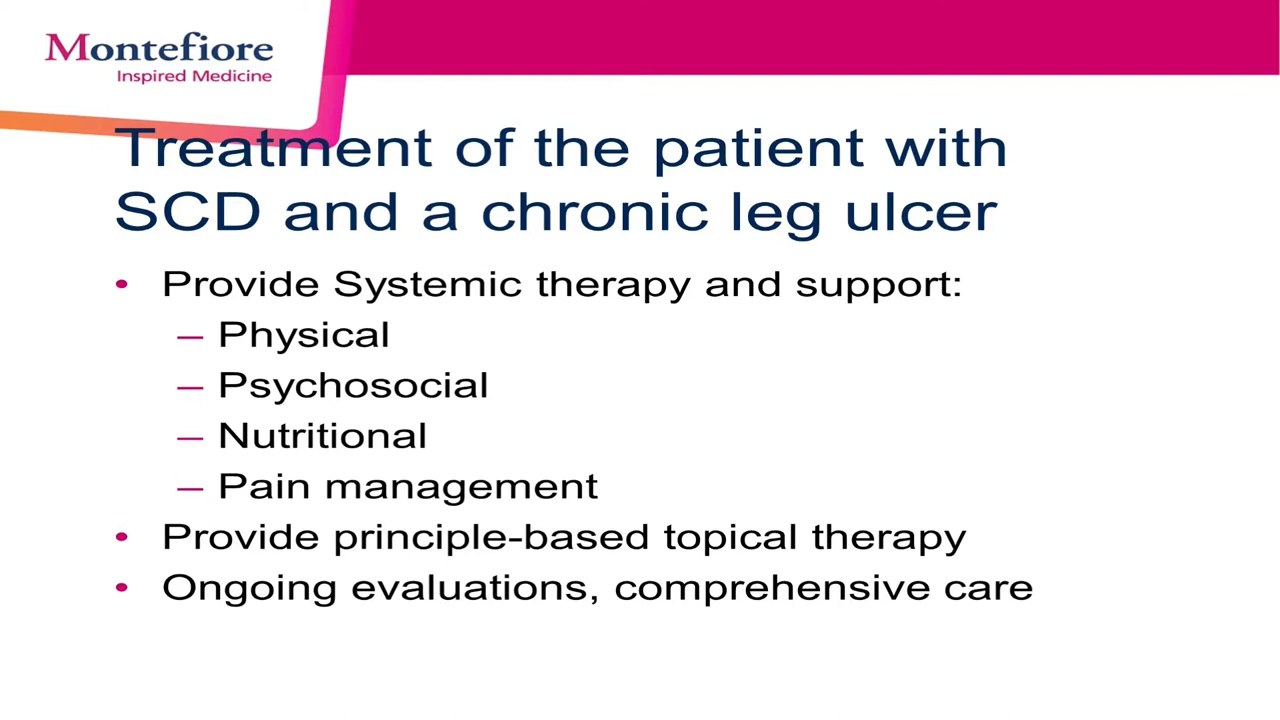 Montefiore
Inspired Medicine
Treatment of the patient with
SCD and a chronic leg ulcer
• Provide Systemic therapy and support:
– Physical
– Psychosocial
– Nutritional
– Pain management
• Provide principle-based topical therapy
• Ongoing evaluations, comprehensive care